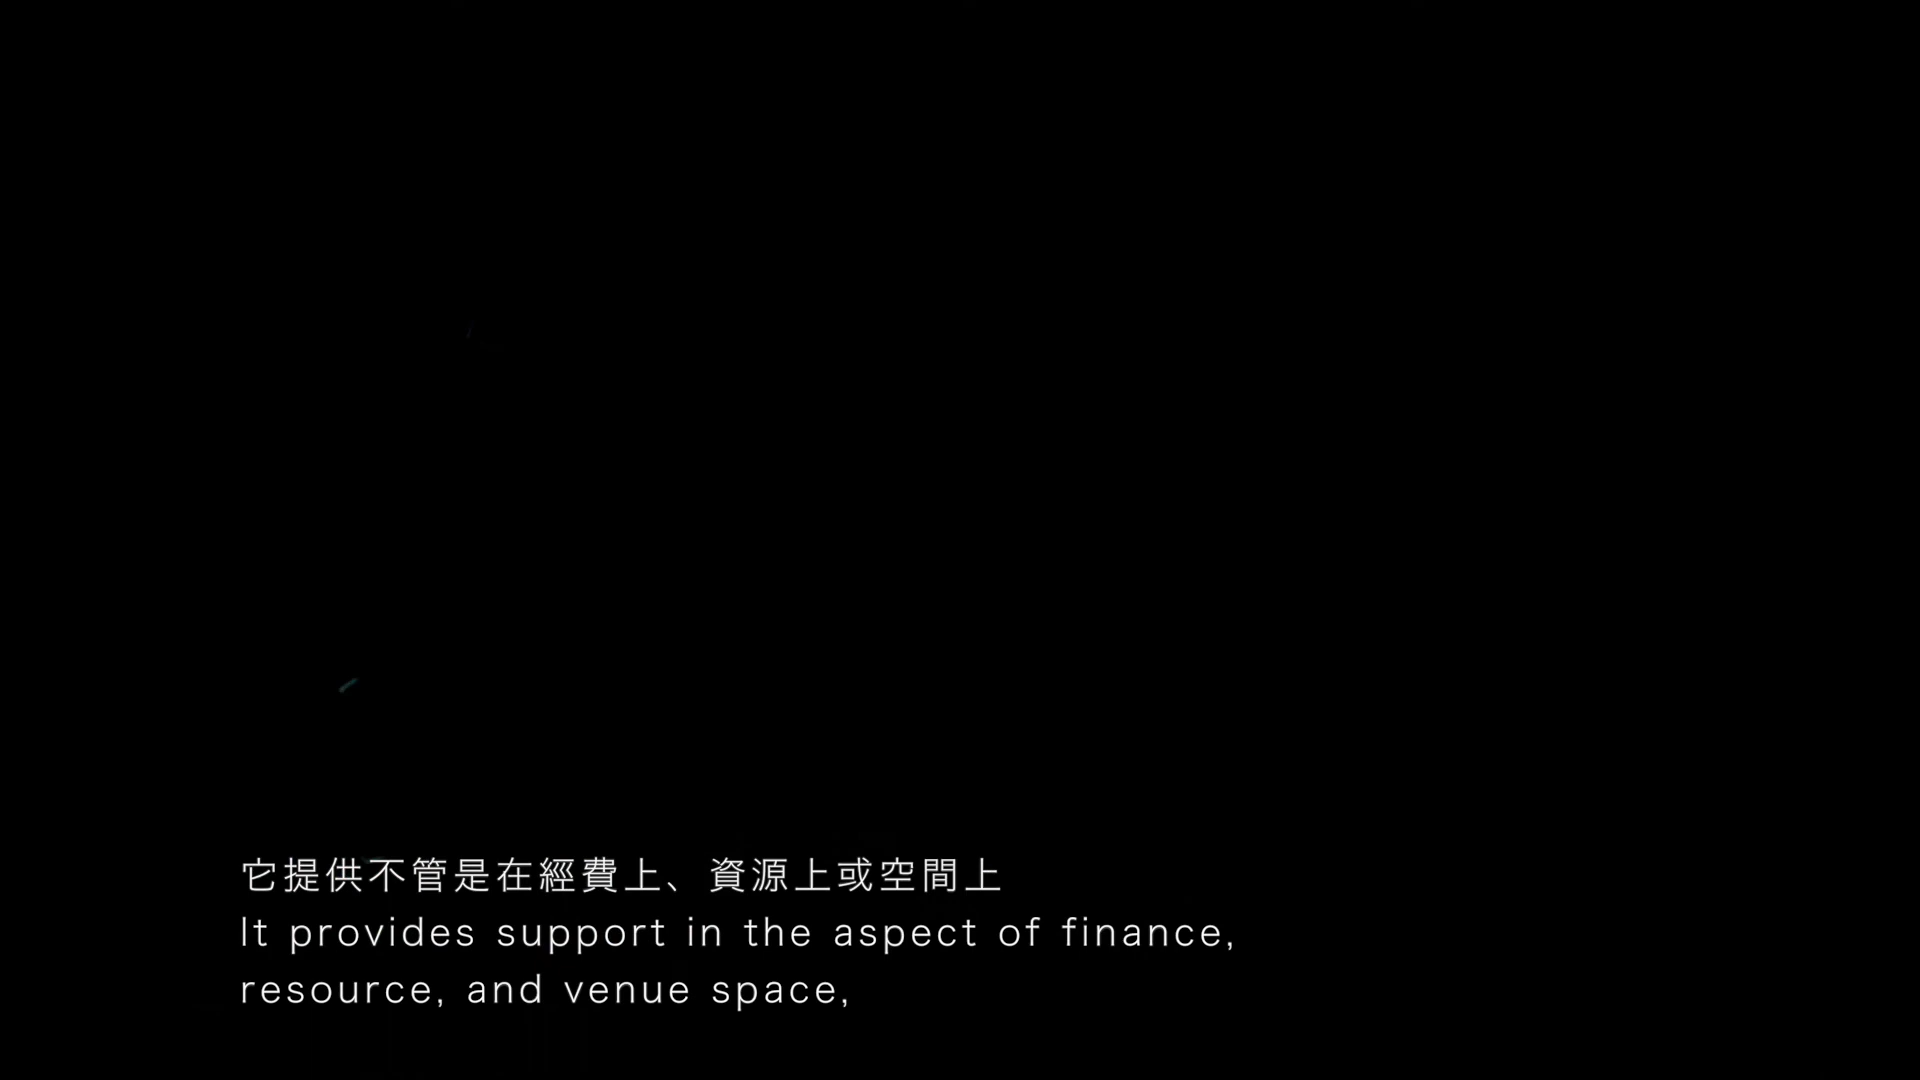 它提供不管是在經費上、資源上或空間上
It provides support in the aspect of finance,
resource, and venue space,